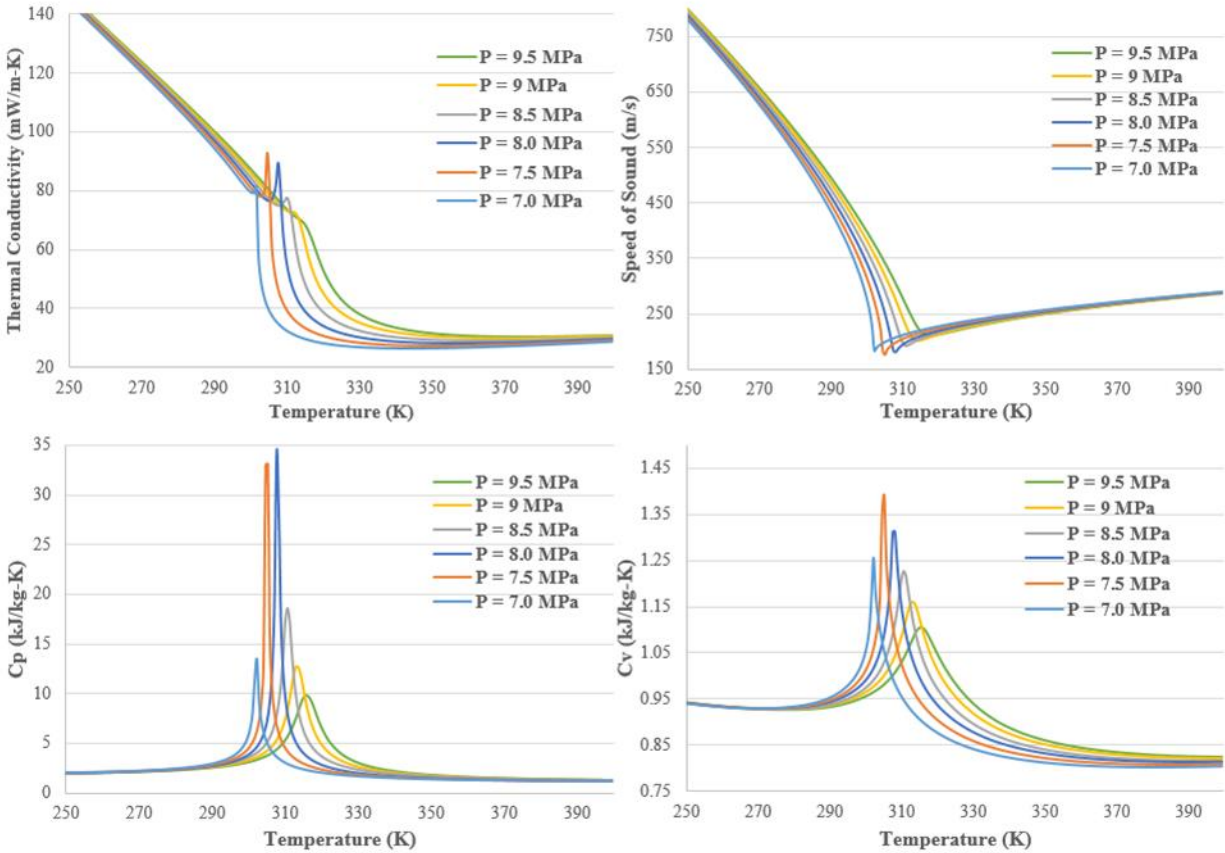 Thermal Conductivity (mW/m-K)
140
120
100
80
60
40
20
250 270 290 310 330 350 370 390
Temperature (K)
P = 9.5 MPa
P = 9 MPa
P = 8.5 MPa
P = 8.0 MPa
P = 7.5 MPa
P = 7.0 MPa
Speed of Sound (m/s)
750
650
550
450
350
250
150
250 270 290 310 330 350 370 390
Temperature (K)
P = 9.5 MPa
P = 9 MPa
P = 8.5 MPa
P = 8.0 MPa
P = 7.5 MPa
P = 7.0 MPa
Cp (kJ/kg-K)
35
30
25
20
15
10
5
0
250 270 290 310 330 350 370 390
Temperature (K)
P = 9.5 MPa
P = 9 MPa
P = 8.5 MPa
P = 8.0 MPa
P = 7.5 MPa
P = 7.0 MPa
Cv (kJ/kg-K)
1.45
1.35
1.25
1.15
1.05
0.95
0.85
0.75
250 270 290 310 330 350 370 390
Temperature (K)
P = 9.5 MPa
P = 9 MPa
P = 8.5 MPa
P = 8.0 MPa
P = 7.5 MPa
P = 7.0 MPa